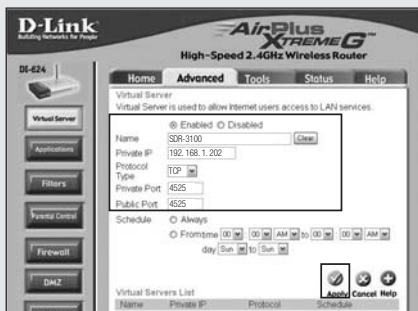 D-Link
Building Networks for People
AirPlus
XTREME G
High-Speed 2.4GHz Wireless Router
DI-624
Home Advanced Tools Status Help
Virtual Server
Virtual Server is used to allow Internet users access to LAN services.
Enabled Disabled
Name SDR-3100 Clear
Private IP 192.168.1.202
Protocol Type TCP
Private Port 4525
Public Port 4525
Schedule Always
From time 00 : 00 AM to 00 : 00 AM
day Sun to Sun
Apply Cancel Help
Virtual Servers List
Name Private IP Protocol Schedule
Virtual Server
Applications
Filters
Parental Control
Firewall
DMZ